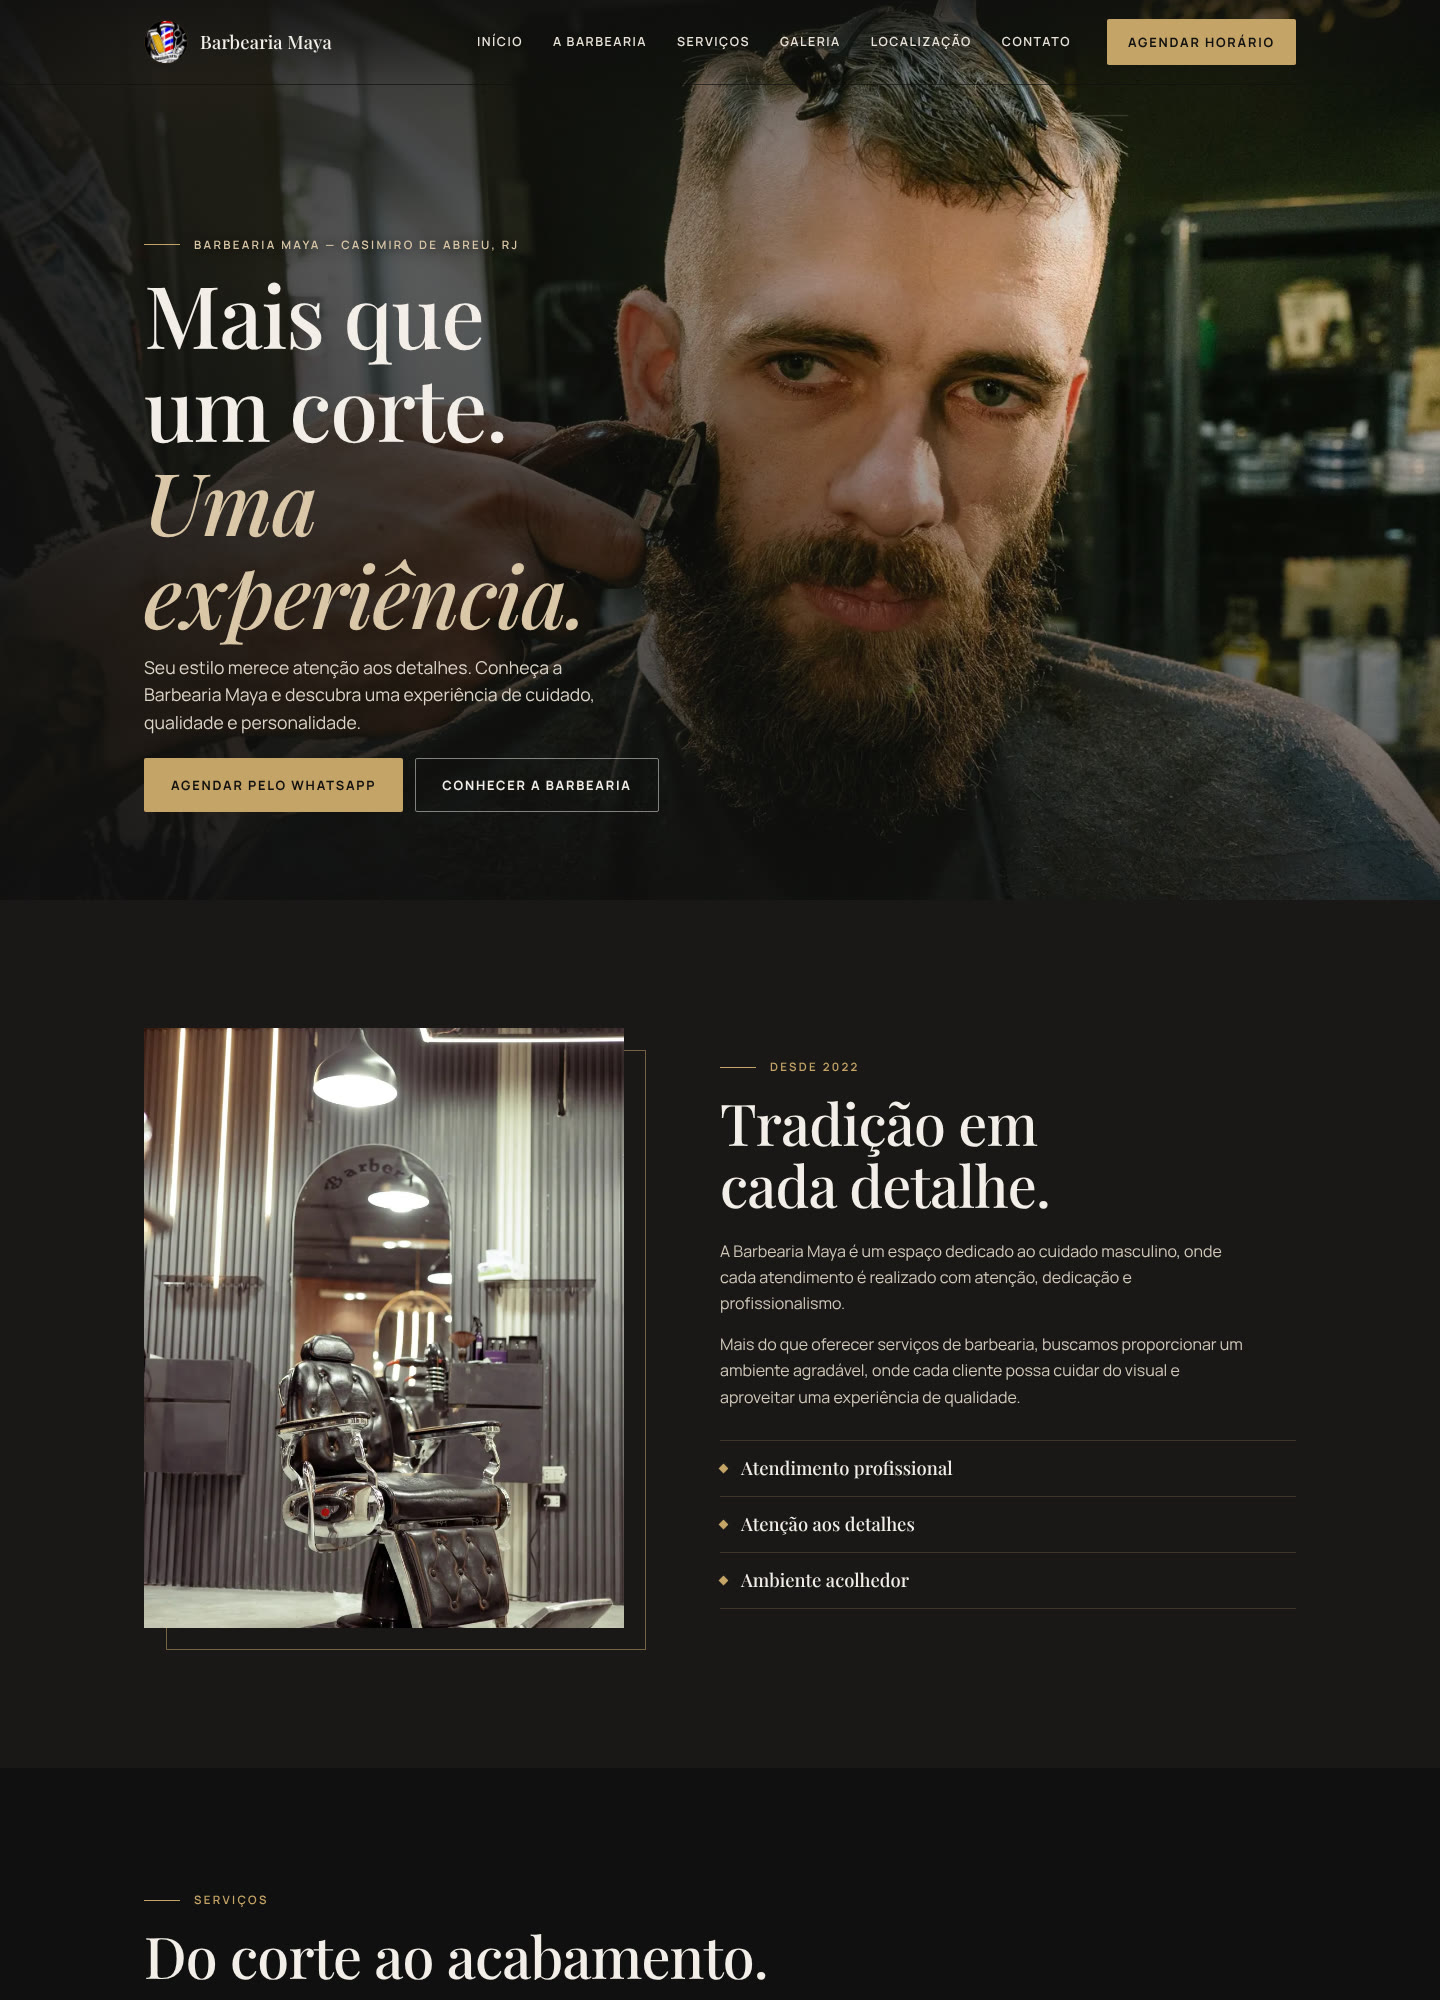 Barbearia Maya
INÍCIO
A BARBEARIA
SERVIÇOS
GALERIA
LOCALIZAÇÃO
CONTATO
AGENDAR HORÁRIO
BARBEARIA MAYA — CASIMIRO DE ABREU, RJ
Mais que
um corte.
Uma
experiência.
Seu estilo merece atenção aos detalhes. Conheça a
Barbearia Maya e descubra uma experiência de cuidado,
qualidade e personalidade.
AGENDAR PELO WHATSAPP
CONHECER A BARBEARIA
DESDE 2022
Tradição em
cada detalhe.
A Barbearia Maya é um espaço dedicado ao cuidado masculino, onde
cada atendimento é realizado com atenção, dedicação e
profissionalismo.
Mais do que oferecer serviços de barbearia, buscamos proporcionar um
ambiente agradável, onde cada cliente possa cuidar do visual e
aproveitar uma experiência de qualidade.
Atendimento profissional
Atenção aos detalhes
Ambiente acolhedor
SERVIÇOS
Do corte ao acabamento.